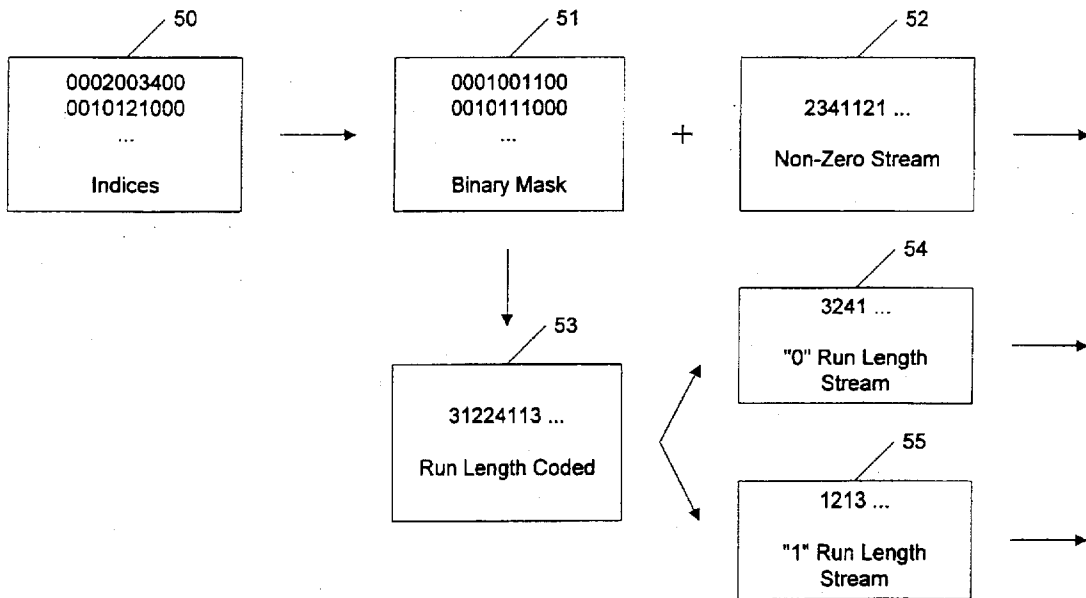 50
0002003400
0010121000
...
Indices
51
0001001100
0010111000
...
Binary Mask
+
52
2341121 ...
Non-Zero Stream
53
31224113 ...
Run Length Coded
54
3241 ...
"0" Run Length
Stream
55
1213 ...
"1" Run Length
Stream